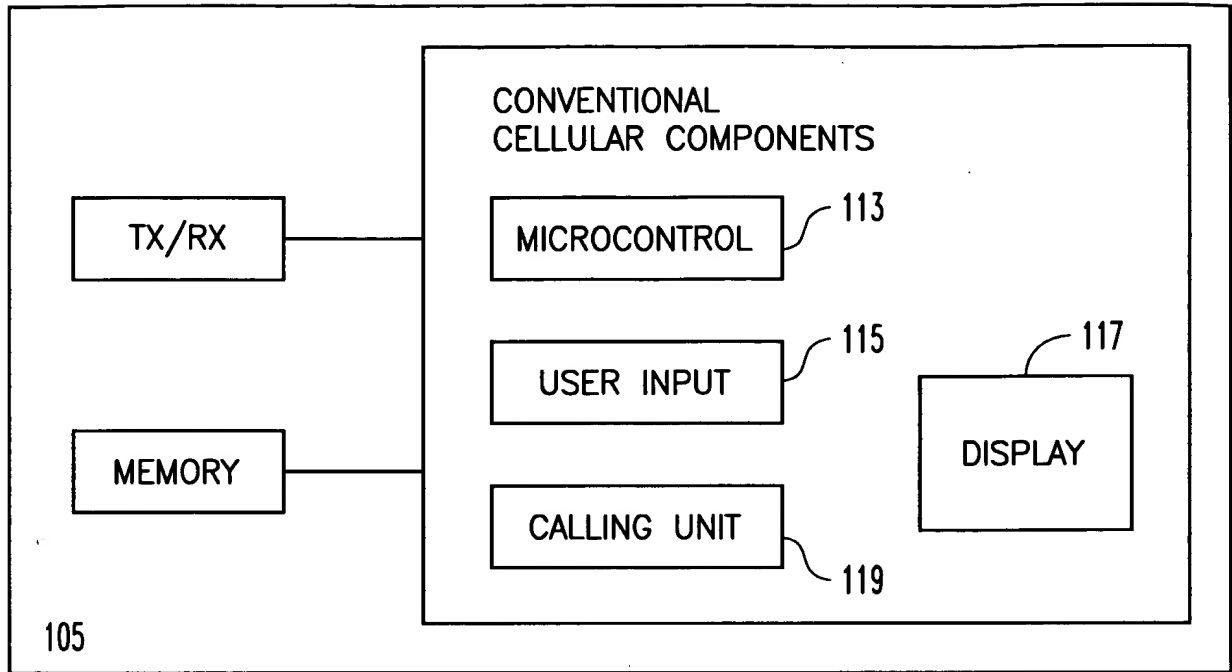 CONVENTIONAL
CELLULAR COMPONENTS
TX/RX
MICROCONTROL
113
USER INPUT
115
117
MEMORY
DISPLAY
CALLING UNIT
119
105